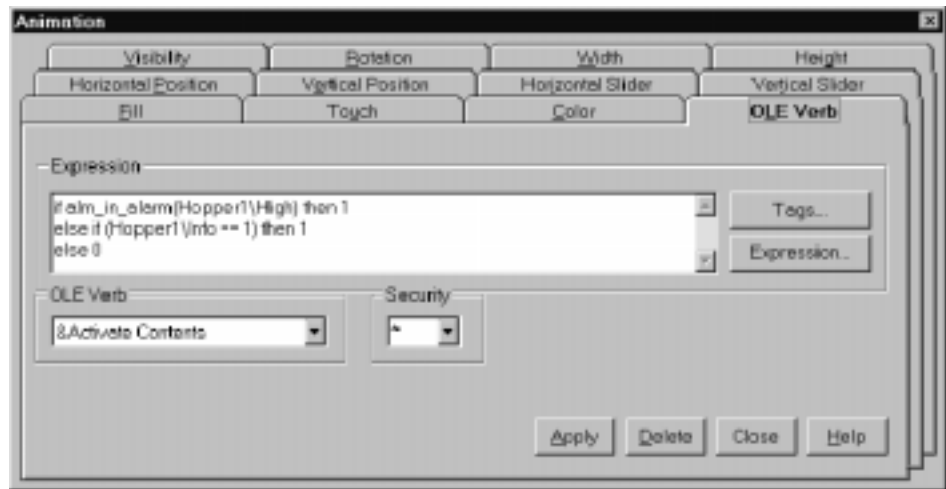 Animation
Visibility Rotation Width Height
Horizontal Position Vertical Position Horizontal Slider Vertical Slider
Fill Touch Color OLE Verb
Expression
if alm_in_alarm(Hopper1\High) then 1
else if (Hopper1\Info == 1) then 1
else 0
Tags...
Expression...
OLE Verb Security
&Activate Contents *
Apply Delete Close Help